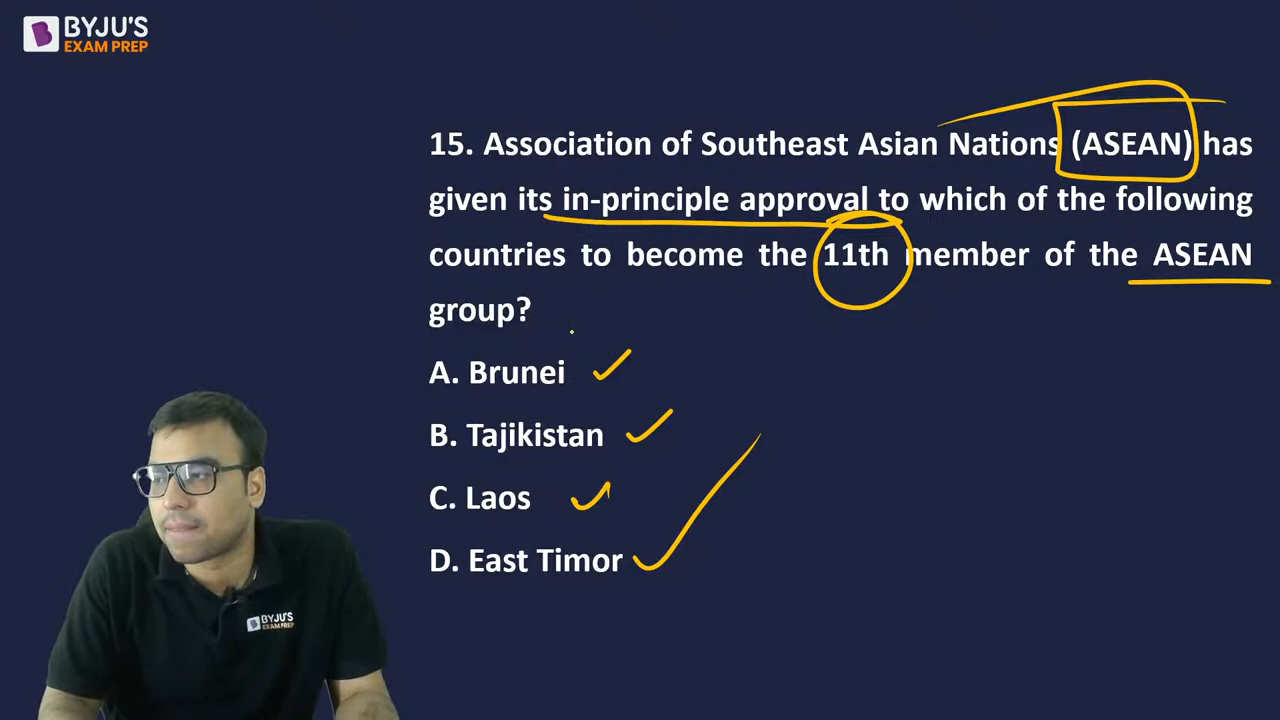 BYJU'S
EXAM PREP
15. Association of Southeast Asian Nations (ASEAN) has
given its in-principle approval to which of the following
countries to become the 11th member of the ASEAN
group?
A. Brunei
B. Tajikistan
C. Laos
D. East Timor
BYJU'S
EXAM PREP